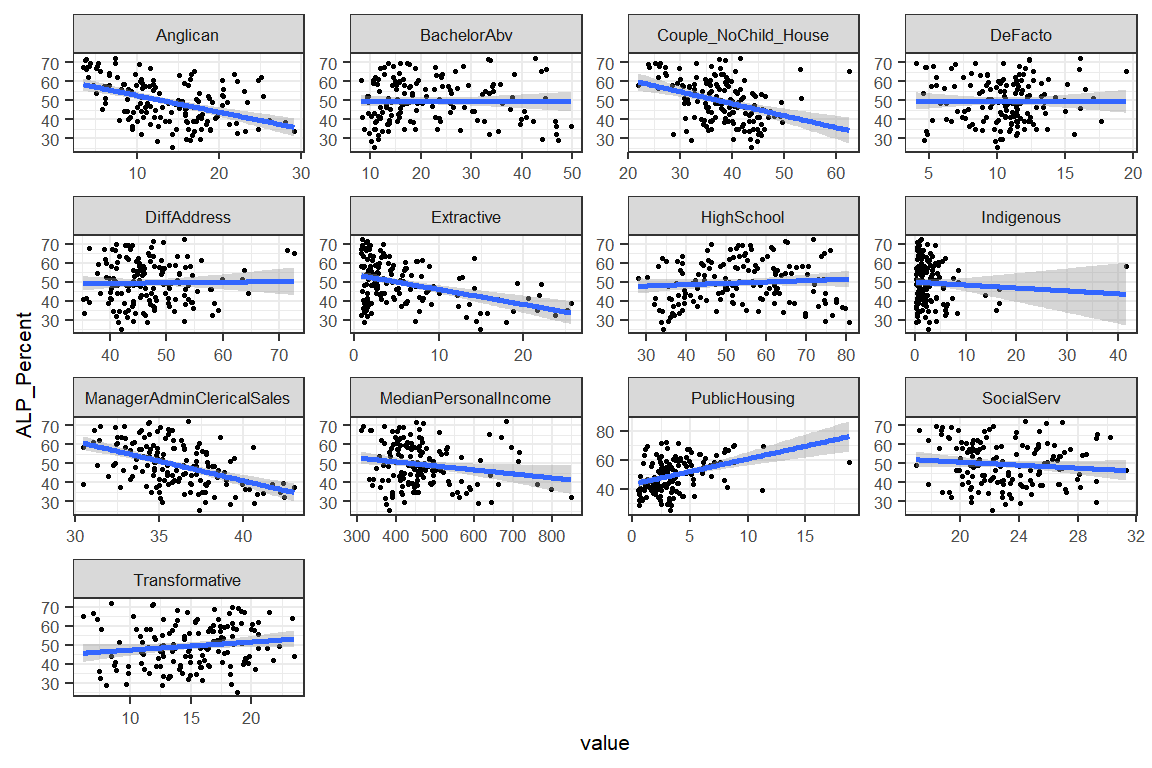 Anglican BachelorAbv Couple_NoChild_House DeFacto
70 70 70 70
60 60 60 60
50 50 50 50
40 40 40 40
30 30 30 30
10 20 30 10 20 30 40 50 20 30 40 50 60 5 10 15 20
DiffAddress Extractive HighSchool Indigenous
70 70 70 70
60 60 60 60
50 50 50 50
40 40 40 40
30 30 30 30
40 50 60 70 0 10 20 30 40 50 60 70 80 0 10 20 30 40
ManagerAdminClericalSales MedianPersonalIncome PublicHousing SocialServ
70 70 80 70
60 60 60 60
50 50 40 50
40 40 40
30 30 30
30 35 40 300 400 500 600 700 800 0 5 10 15 20 24 28 32
Transformative
70
60
50
40
30
10 15 20
ALP_Percent
value